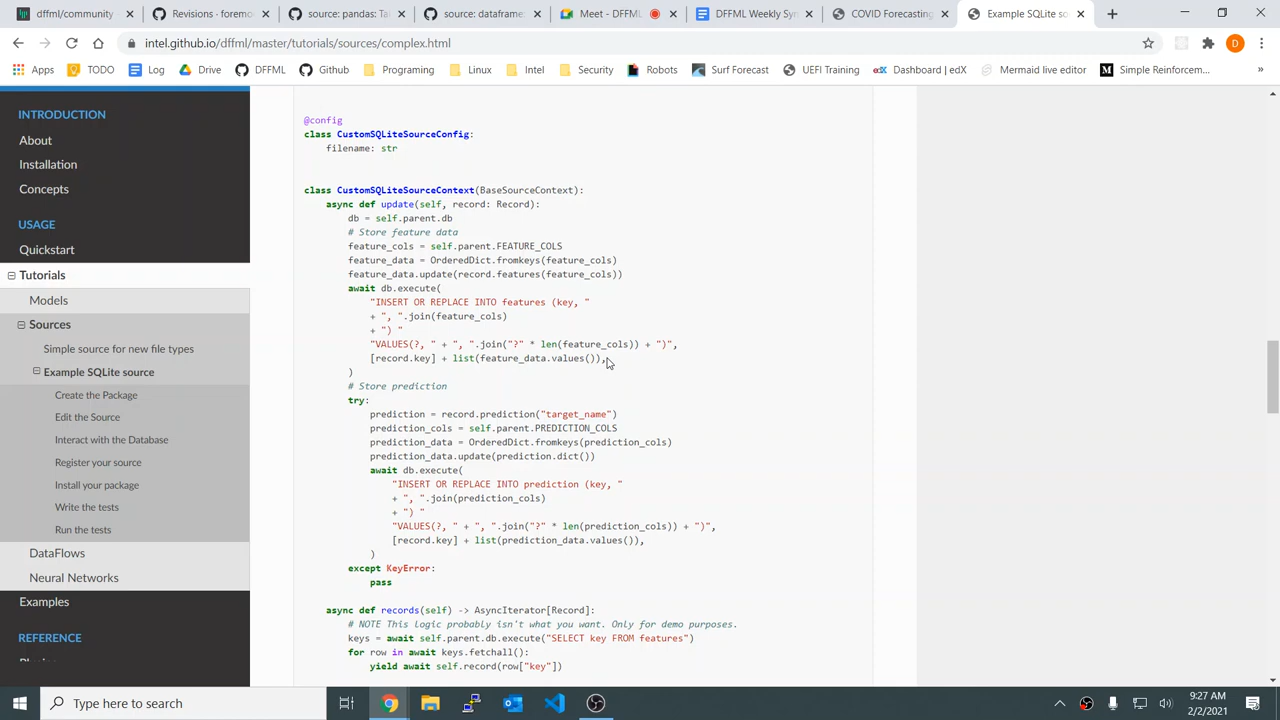 dffml/community -
Revisions · foremo
source: pandas: Ta
source: dataframe.
Meet - DFFML
DFFML Weekly Syn
COVID Forecasting
Example SQLite so
intel.github.io/dffml/master/tutorials/sources/complex.html
D
Apps
TODO
Log
Drive
DFFML
Github
Programing
Linux
Intel
Security
Robots
Surf Forecast
UEFI Training
edX
Dashboard | edX
Mermaid live editor
M
Simple Reinforcem...
»
INTRODUCTION
About
Installation
Concepts
USAGE
Quickstart
Tutorials
Models
Sources
Simple source for new file types
Example SQLite source
Create the Package
Edit the Source
Interact with the Database
Register your source
Install your package
Write the tests
Run the tests
DataFlows
Neural Networks
Examples
REFERENCE
@config
class CustomSQLiteSourceConfig:
filename: str
class CustomSQLiteSourceContext(BaseSourceContext):
async def update(self, record: Record):
db = self.parent.db
# Store feature data
feature_cols = self.parent.FEATURE_COLS
feature_data = OrderedDict.fromkeys(feature_cols)
feature_data.update(record.features(feature_cols))
await db.execute(
"INSERT OR REPLACE INTO features (key, "
+ ", ".join(feature_cols)
+ ") "
"VALUES(?, " + ", ".join("?" * len(feature_cols)) + ")",
[record.key] + list(feature_data.values()),
)
# Store prediction
try:
prediction = record.prediction("target_name")
prediction_cols = self.parent.PREDICTION_COLS
prediction_data = OrderedDict.fromkeys(prediction_cols)
prediction_data.update(prediction.dict())
await db.execute(
"INSERT OR REPLACE INTO prediction (key, "
+ ", ".join(prediction_cols)
+ ") "
"VALUES(?, " + ", ".join("?" * len(prediction_cols)) + ")",
[record.key] + list(prediction_data.values()),
)
except KeyError:
pass
async def records(self) -> AsyncIterator[Record]:
# NOTE This logic probably isn't what you want. Only for demo purposes.
keys = await self.parent.db.execute("SELECT key FROM features")
for row in await keys.fetchall():
yield await self.record(row["key"])
Type here to search
9:27 AM
2/2/2021